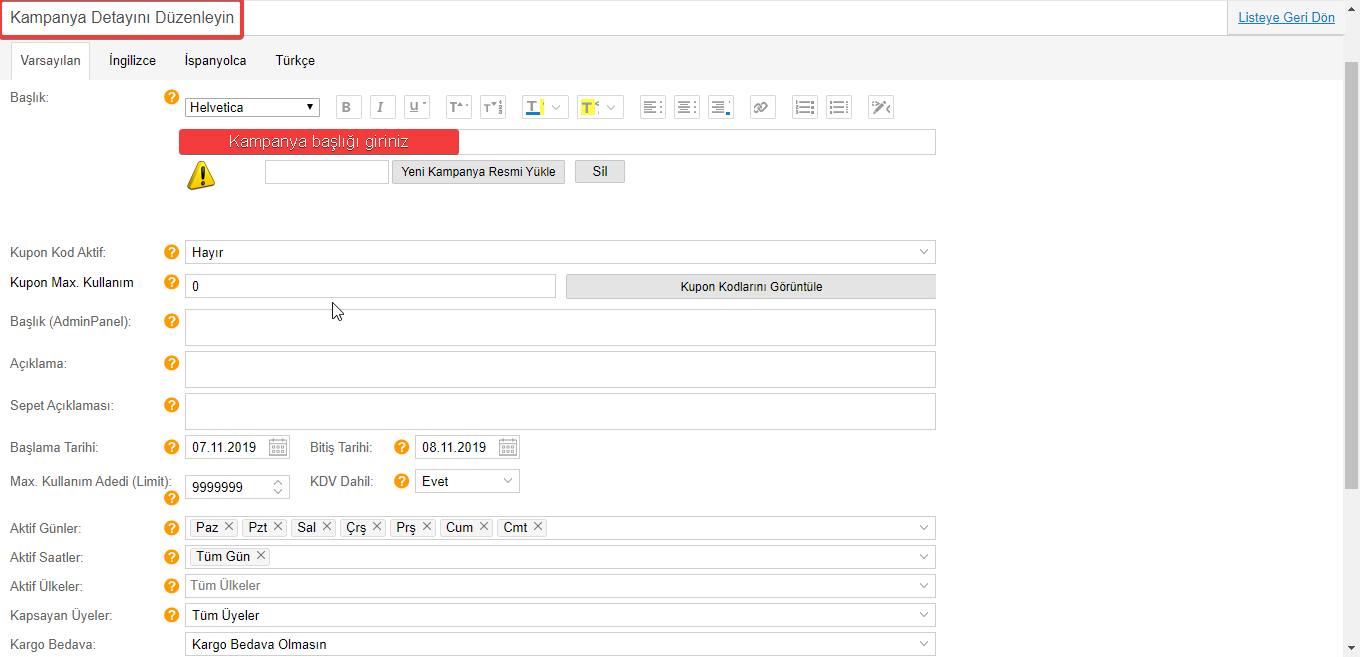 Kampanya Detayını Düzenleyin
Listeye Geri Dön
Varsayılan İngilizce İspanyolca Türkçe
Başlık: ? Helvetica B I U T T T T
Kampanya başlığı giriniz
Yeni Kampanya Resmi Yükle Sil
Kupon Kod Aktif: ? Hayır
Kupon Max. Kullanım ? 0 Kupon Kodlarını Görüntüle
Başlık (AdminPanel): ?
Açıklama: ?
Sepet Açıklaması: ?
Başlama Tarihi: ? 07.11.2019 Bitiş Tarihi: ? 08.11.2019
Max. Kullanım Adedi (Limit): ? 9999999 KDV Dahil: ? Evet
Aktif Günler: ? Paz Pzt Sal Çrş Prş Cum Cmt
Aktif Saatler: ? Tüm Gün
Aktif Ülkeler: ? Tüm Ülkeler
Kapsayan Üyeler: ? Tüm Üyeler
Kargo Bedava: Kargo Bedava Olmasın